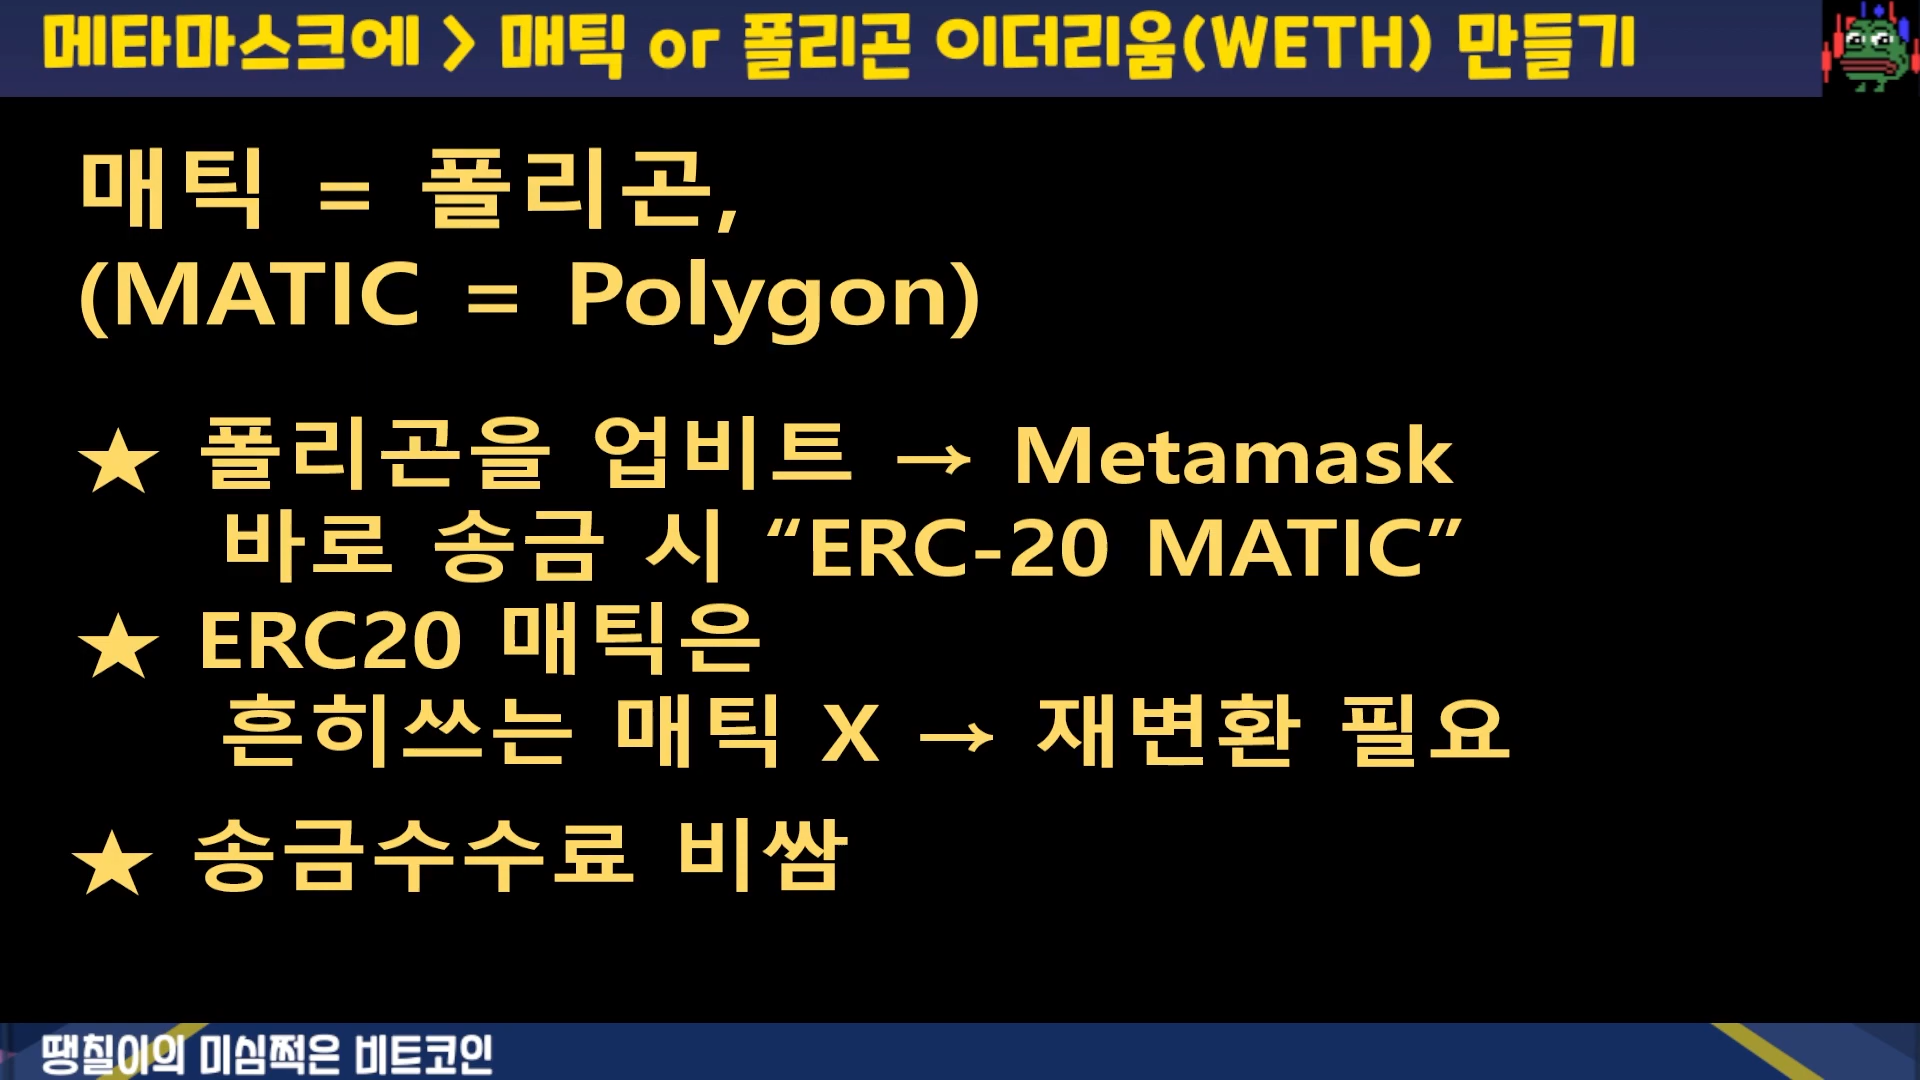 메타마스크에 > 매틱 or 폴리곤 이더리움(WETH) 만들기
매틱 = 폴리곤,
(MATIC = Polygon)
★ 폴리곤을 업비트 → Metamask
바로 송금 시 “ERC-20 MATIC”
★ ERC20 매틱은
흔히쓰는 매틱 X → 재변환 필요
★ 송금수수료 비쌈
땡칠이의 미심쩍은 비트코인